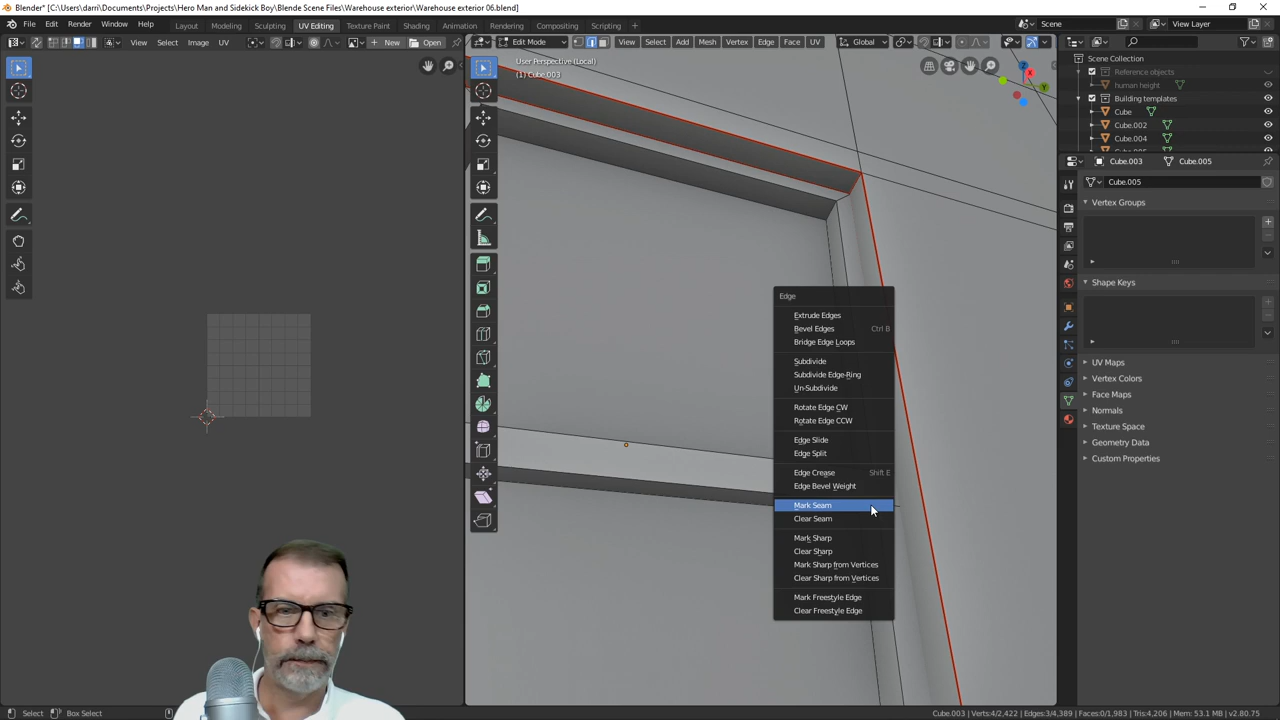 Blender* [C:\Users\darri\Documents\Projects\Hero Man and Sidekick Boy\Blende Scene Files\Warehouse exterior\Warehouse exterior 06.blend]
File Edit Render Window Help Layout Modeling Sculpting UV Editing Texture Paint Shading Animation Rendering Compositing Scripting + Scene View Layer
View Select Image UV New Open Edit Mode View Select Add Mesh Vertex Edge Face UV Global
User Perspective (Local)
(1) Cube.003
X
Y
Z
Scene Collection
Reference objects
human height
Building templates
Cube
Cube.002
Cube.004
Cube.003 Cube.005
Cube.005
Vertex Groups
Shape Keys
UV Maps
Vertex Colors
Face Maps
Normals
Texture Space
Geometry Data
Custom Properties
Edge
Extrude Edges
Bevel Edges Ctrl B
Bridge Edge Loops
Subdivide
Subdivide Edge-Ring
Un-Subdivide
Rotate Edge CW
Rotate Edge CCW
Edge Slide
Edge Split
Edge Crease Shift E
Edge Bevel Weight
Mark Seam
Clear Seam
Mark Sharp
Clear Sharp
Mark Sharp from Vertices
Clear Sharp from Vertices
Mark Freestyle Edge
Clear Freestyle Edge
Select Box Select Cube.003 | Verts:4/2,422 | Edges:3/4,389 | Faces:0/1,983 | Tris:4,206 | Mem: 53.1 MB | v2.80.75